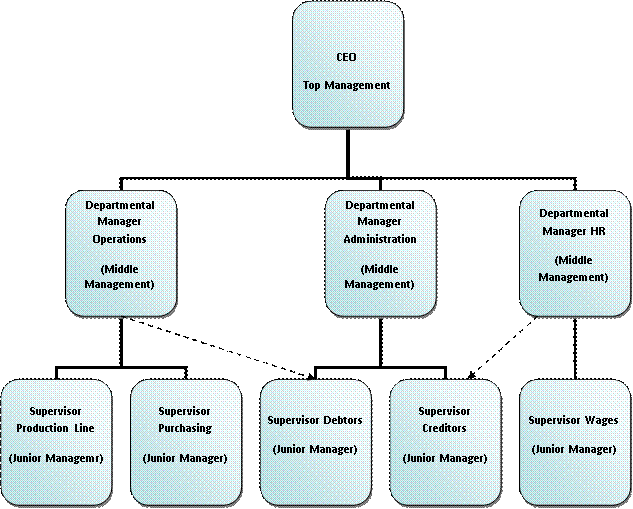 CEO
Top Management
Departmental
Manager
Operations
(Middle
Management)
Departmental
Manager
Administration
(Middle
Management)
Departmental
Manager HR
(Middle
Management)
Supervisor
Production Line
(Junior Managemr)
Supervisor
Purchasing
(Junior Manager)
Supervisor Debtors
(Junior Manager)
Supervisor
Creditors
(Junior Manager)
Supervisor Wages
(Junior Manager)